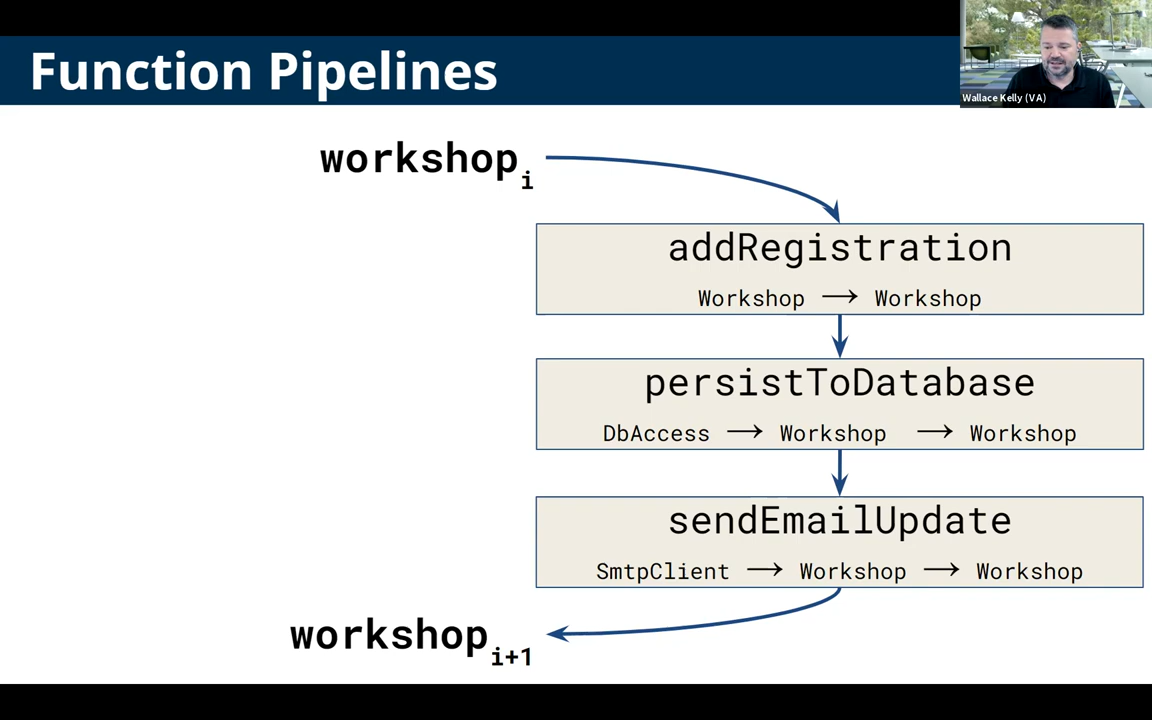 Function Pipelines
Wallace Kelly (VA)
workshopᵢ
addRegistration
Workshop → Workshop
persistToDatabase
DbAccess → Workshop → Workshop
sendEmailUpdate
SmtpClient → Workshop → Workshop
workshopᵢ₊₁